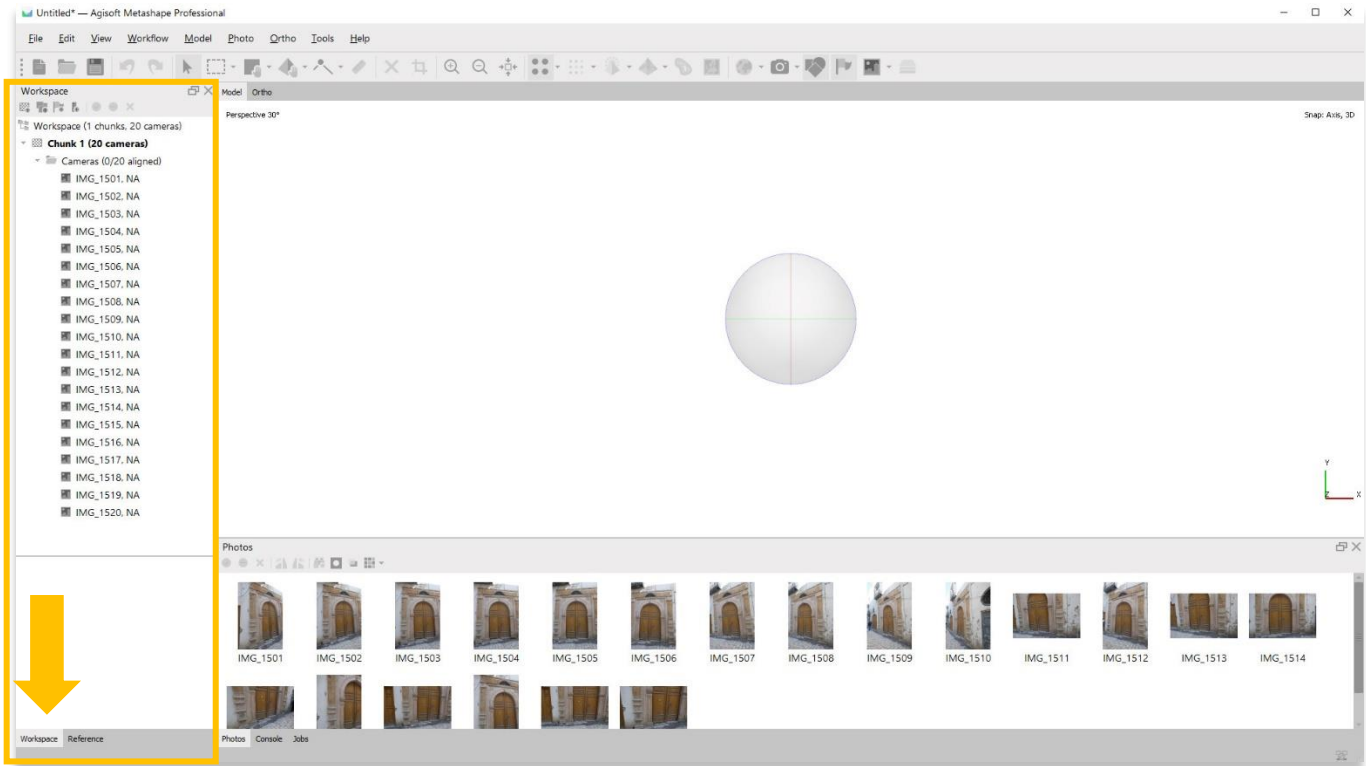 Untitled* — Agisoft Metashape Professional
File Edit View Workflow Model Photo Ortho Tools Help
Workspace
Workspace (1 chunks, 20 cameras)
Chunk 1 (20 cameras)
Cameras (0/20 aligned)
IMG_1501, NA
IMG_1502, NA
IMG_1503, NA
IMG_1504, NA
IMG_1505, NA
IMG_1506, NA
IMG_1507, NA
IMG_1508, NA
IMG_1509, NA
IMG_1510, NA
IMG_1511, NA
IMG_1512, NA
IMG_1513, NA
IMG_1514, NA
IMG_1515, NA
IMG_1516, NA
IMG_1517, NA
IMG_1518, NA
IMG_1519, NA
IMG_1520, NA
Workspace Reference
Model Ortho
Perspective 30°
Snap: Axis, 3D
Y
Z X
Photos
IMG_1501 IMG_1502 IMG_1503 IMG_1504 IMG_1505 IMG_1506 IMG_1507 IMG_1508 IMG_1509 IMG_1510 IMG_1511 IMG_1512 IMG_1513 IMG_1514
Photos Console Jobs